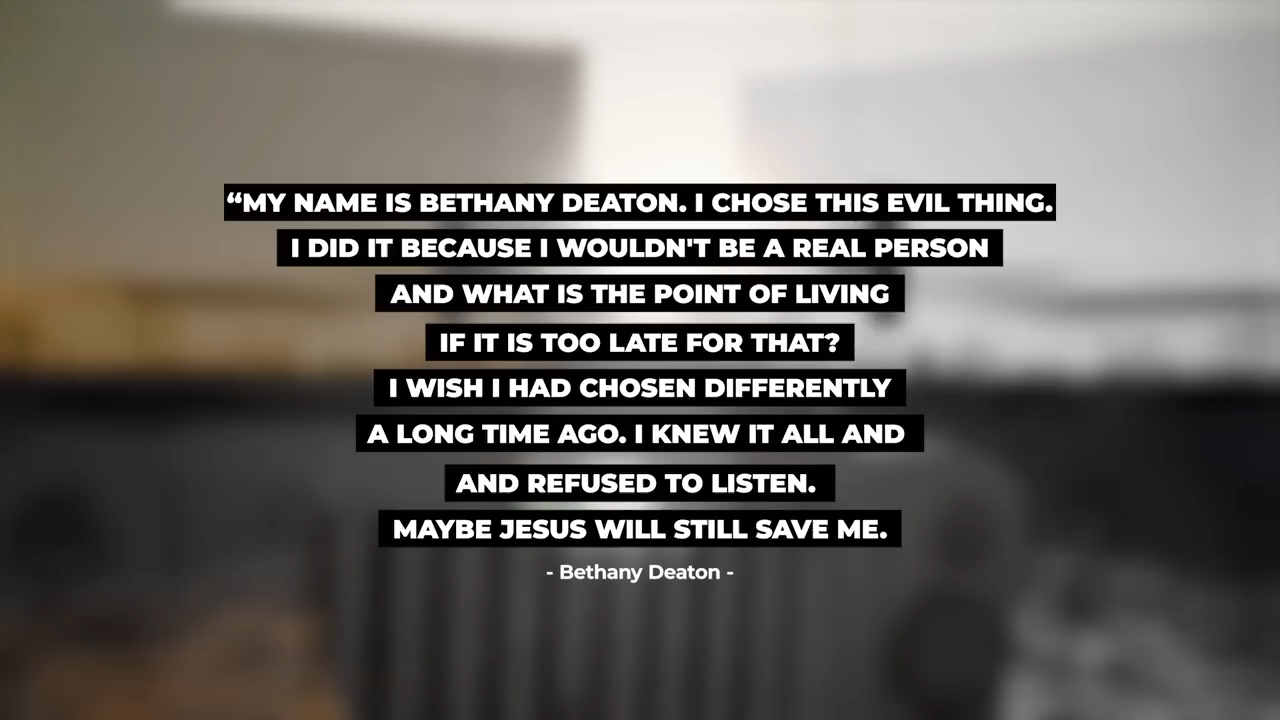 “MY NAME IS BETHANY DEATON. I CHOSE THIS EVIL THING.
I DID IT BECAUSE I WOULDN'T BE A REAL PERSON
AND WHAT IS THE POINT OF LIVING
IF IT IS TOO LATE FOR THAT?
I WISH I HAD CHOSEN DIFFERENTLY
A LONG TIME AGO. I KNEW IT ALL AND
AND REFUSED TO LISTEN.
MAYBE JESUS WILL STILL SAVE ME.
- Bethany Deaton -